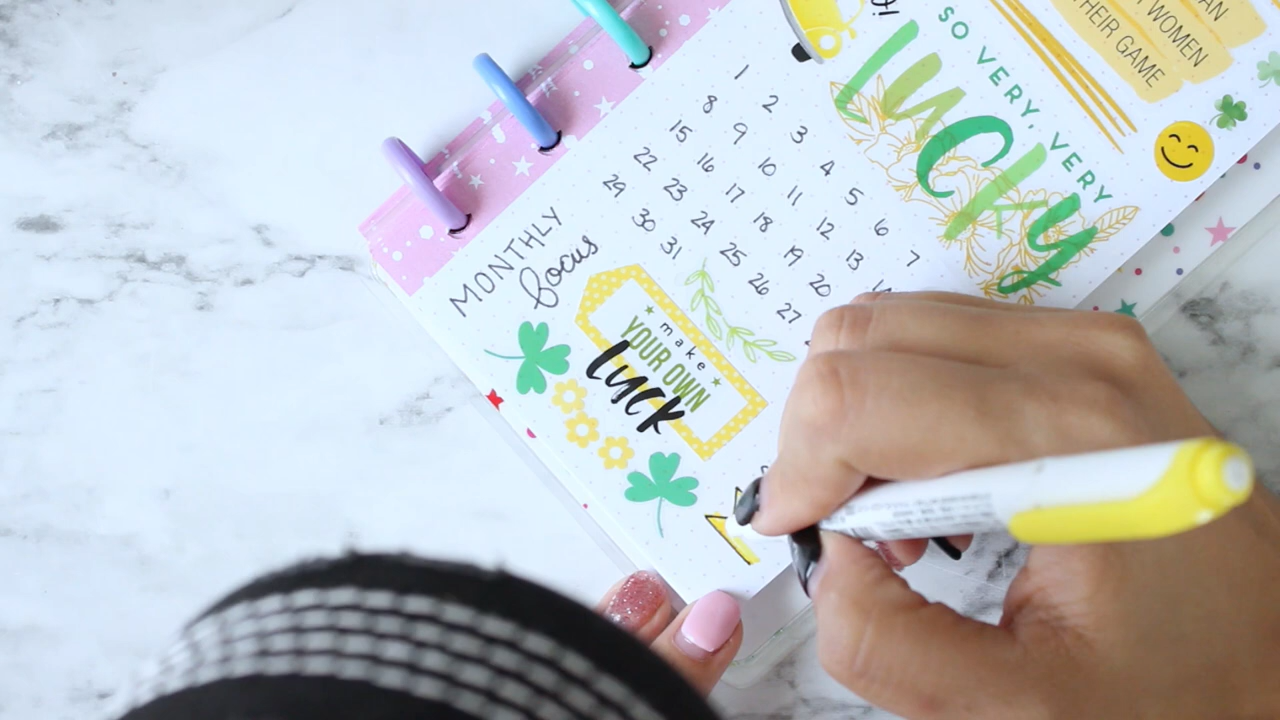 MONTHLY
focus
1 2 3 4 5 6 7
8 9 10 11 12 13
15 16 17 18 19 20
22 23 24 25 26 27
29 30 31
make
YOUR OWN
luck
SO VERY, VERY
lucky
WOMEN
GAME